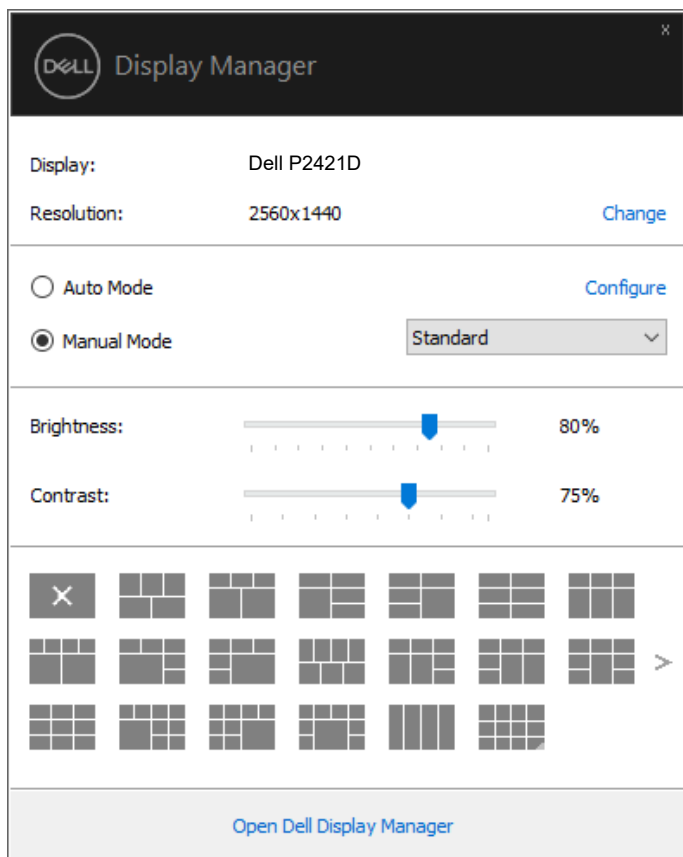 x
DELL Display Manager
Display: Dell P2421D
Resolution: 2560x1440 Change
Auto Mode Configure
Manual Mode Standard
Brightness: 80%
Contrast: 75%
Open Dell Display Manager